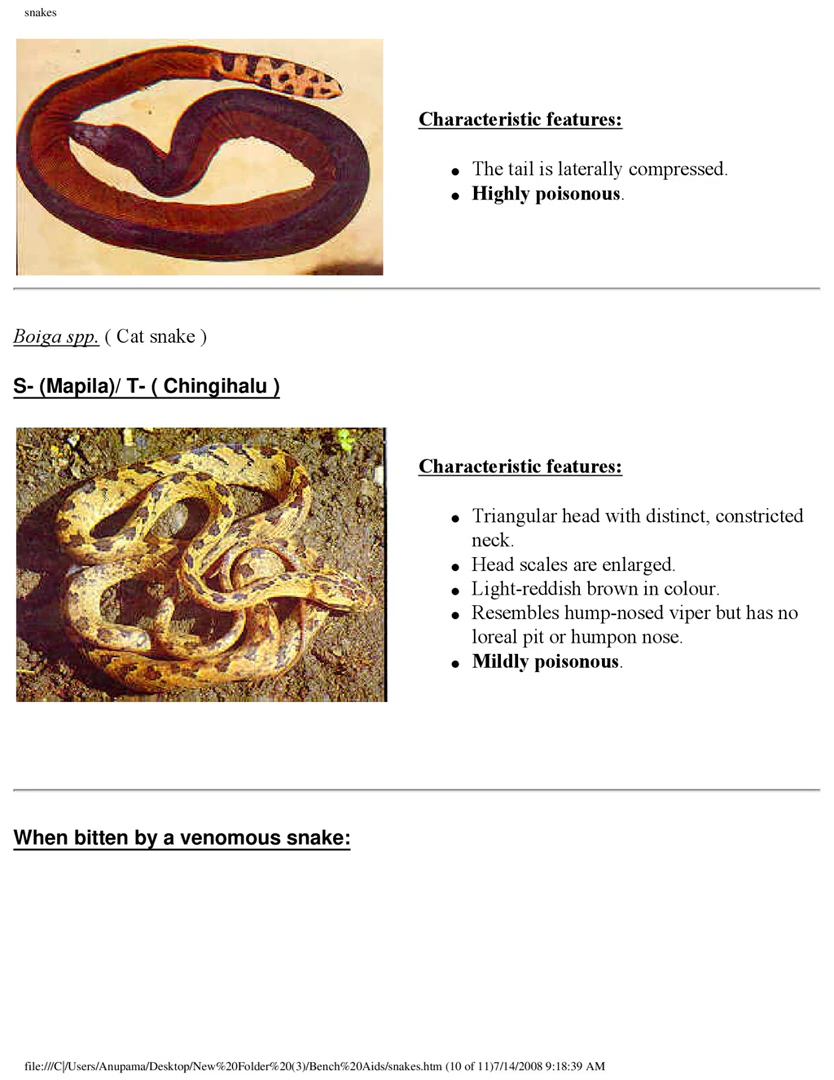 snakes
Characteristic features:
● The tail is laterally compressed.
● Highly poisonous.
Boiga spp. ( Cat snake )
S- (Mapila)/ T- ( Chingihalu )
Characteristic features:
● Triangular head with distinct, constricted
neck.
● Head scales are enlarged.
● Light-reddish brown in colour.
● Resembles hump-nosed viper but has no
loreal pit or humpon nose.
● Mildly poisonous.
When bitten by a venomous snake:
file:///C|/Users/Anupama/Desktop/New%20Folder%20(3)/Bench%20Aids/snakes.htm (10 of 11)7/14/2008 9:18:39 AM